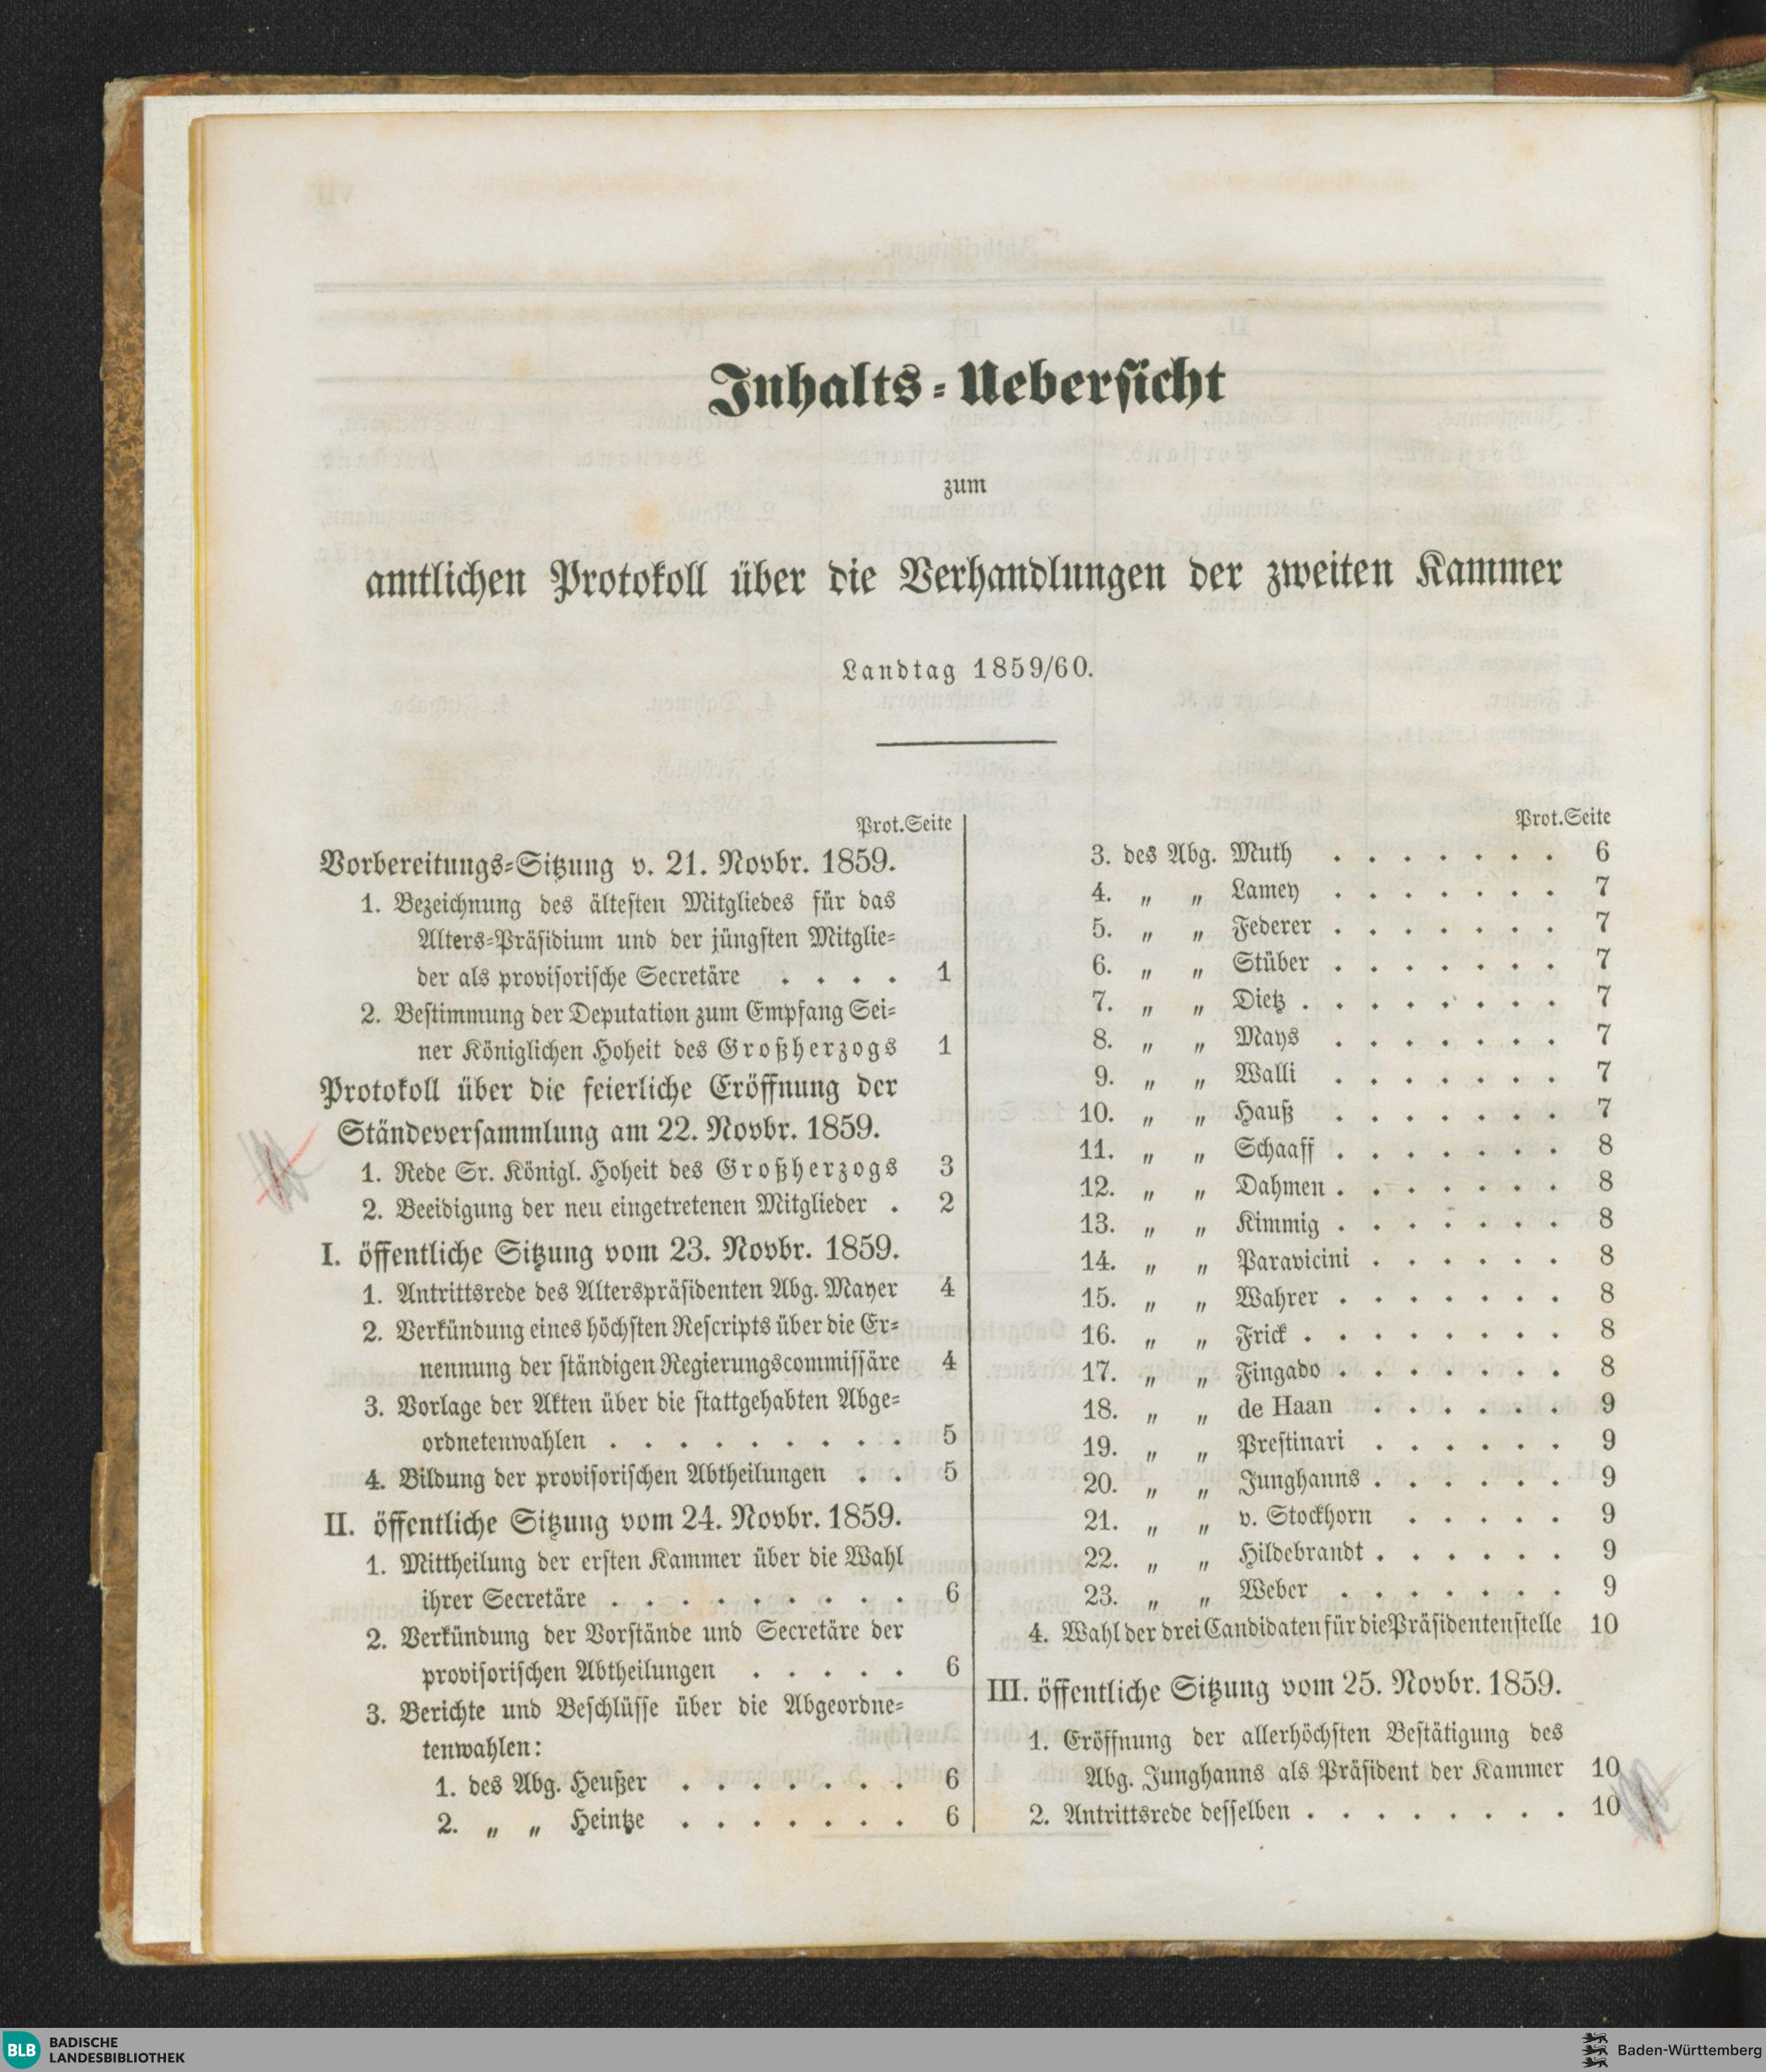 Inhalts-Uebersicht
zum
amtlichen Protokoll über die Verhandlungen der zweiten Kammer
Landtag 1859/60.
Prot.Seite
Vorbereitungs-Sitzung v. 21. Novbr. 1859.
1. Bezeichnung des ältesten Mitgliedes für das
Alters-Präsidium und der jüngsten Mitglie-
der als provisorische Secretäre . . . . 1
2. Bestimmung der Deputation zum Empfang Sei-
ner Königlichen Hoheit des Großherzogs 1
Protokoll über die feierliche Eröffnung der
Ständeversammlung am 22. Novbr. 1859.
1. Rede Sr. Königl. Hoheit des Großherzogs 3
2. Beeidigung der neu eingetretenen Mitglieder . 2
I. öffentliche Sitzung vom 23. Novbr. 1859.
1. Antrittsrede des Alterspräsidenten Abg. Mayer 4
2. Verkündung eines höchsten Rescripts über die Er-
nennung der ständigen Regierungscommissäre 4
3. Vorlage der Akten über die stattgehabten Abge-
ordnetenwahlen . . . . . . . . . 5
4. Bildung der provisorischen Abtheilungen . . 5
II. öffentliche Sitzung vom 24. Novbr. 1859.
1. Mittheilung der ersten Kammer über die Wahl
ihrer Secretäre . . . . . . . . . 6
2. Verkündung der Vorstände und Secretäre der
provisorischen Abtheilungen . . . . . 6
3. Berichte und Beschlüsse über die Abgeordne-
tenwahlen:
1. des Abg. Heußer . . . . . . . 6
2. „ „ Heintze . . . . . . . 6
Prot.Seite
3. des Abg. Muth . . . . . . . 6
4. „ „ Lamey . . . . . . . 7
5. „ „ Federer . . . . . . . 7
6. „ „ Stüber . . . . . . . 7
7. „ „ Dietz . . . . . . . . 7
8. „ „ Mays . . . . . . . 7
9. „ „ Walli . . . . . . . 7
10. „ „ Hauß . . . . . . . 7
11. „ „ Schaaff . . . . . . . 8
12. „ „ Dahmen . . . . . . . 8
13. „ „ Kimmig . . . . . . . 8
14. „ „ Paravicini . . . . . . 8
15. „ „ Wahrer . . . . . . . 8
16. „ „ Frick . . . . . . . . 8
17. „ „ Fingado . . . . . . . 8
18. „ „ de Haan . . . . . . 9
19. „ „ Prestinari . . . . . . 9
20. „ „ Junghanns . . . . . . 9
21. „ „ v. Stockhorn . . . . . 9
22. „ „ Hildebrandt . . . . . . 9
23. „ „ Weber . . . . . . . 9
4. Wahl der drei Candidaten für die Präsidentenstelle 10
III. öffentliche Sitzung vom 25. Novbr. 1859.
1. Eröffnung der allerhöchsten Bestätigung des
Abg. Junghanns als Präsident der Kammer 10
2. Antrittsrede desselben . . . . . . . . 10
BLB BADISCHE
LANDESBIBLIOTHEK
Baden-Württemberg